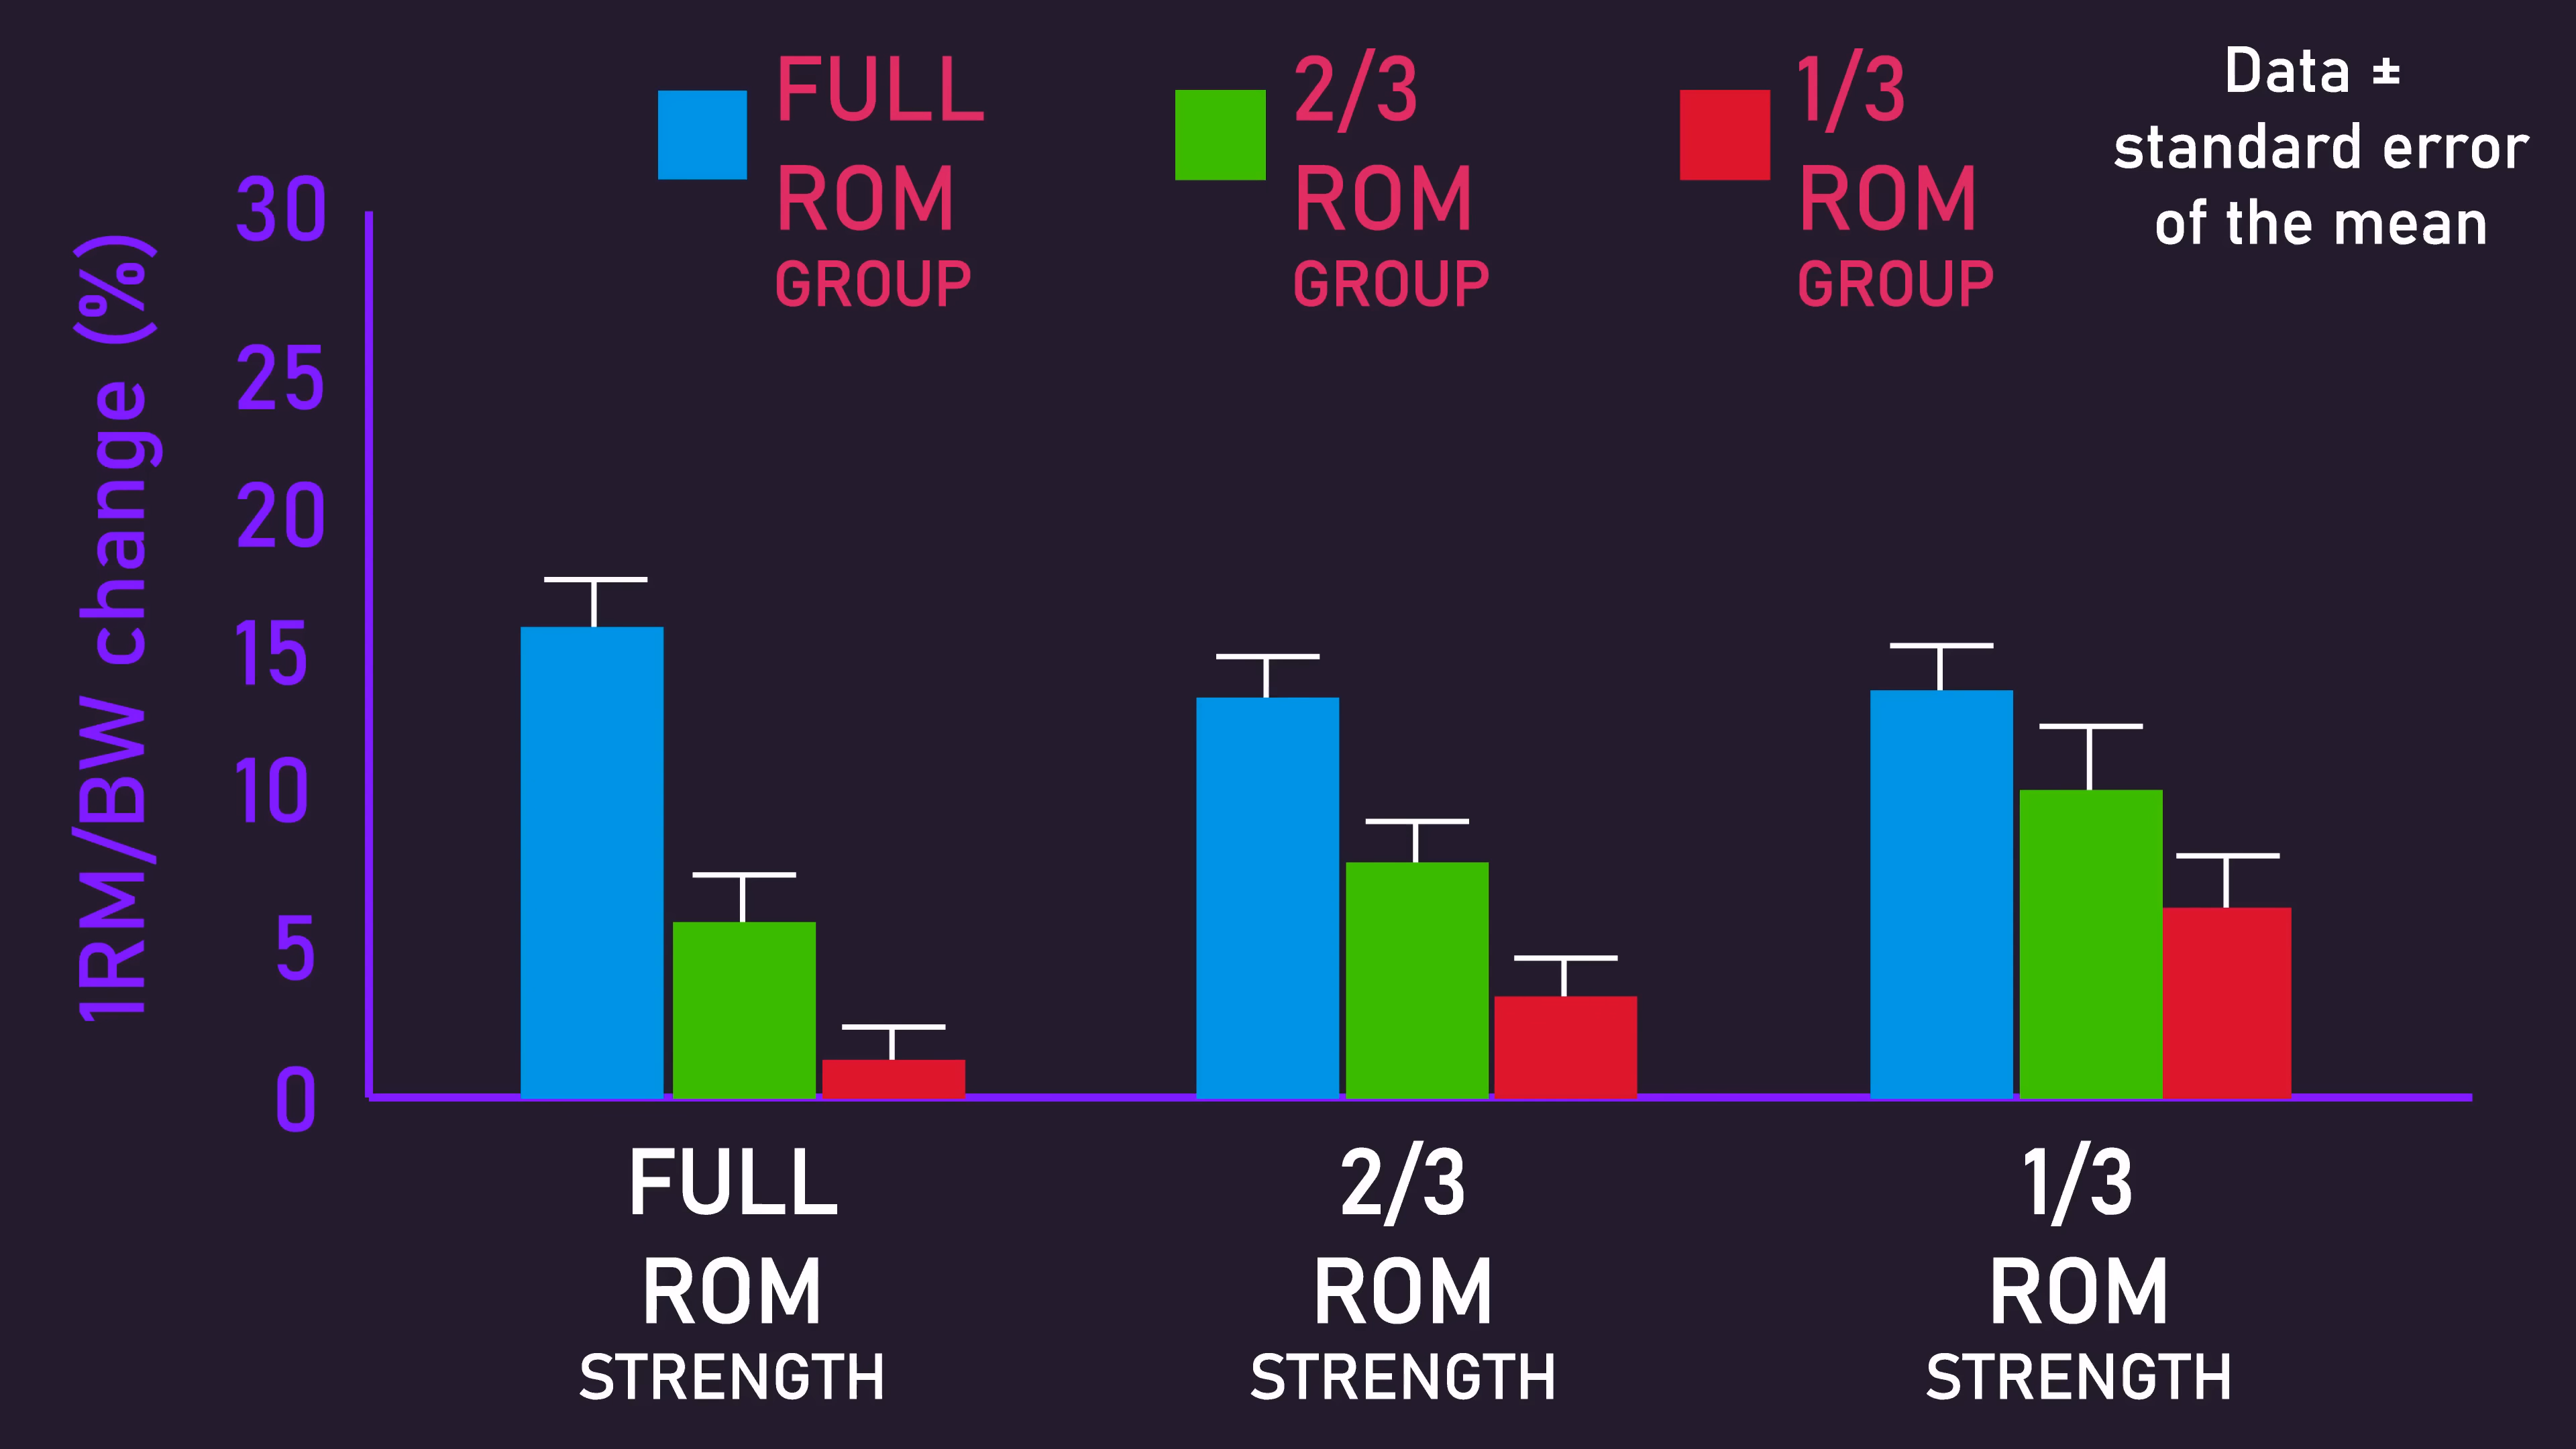 FULL
ROM
GROUP
2/3
ROM
GROUP
1/3
ROM
GROUP
Data ±
standard error
of the mean
1RM/BW change (%)
30
25
20
15
10
5
0
FULL
ROM
STRENGTH
2/3
ROM
STRENGTH
1/3
ROM
STRENGTH